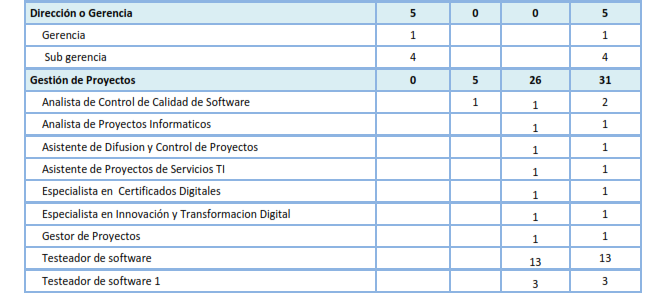 Dirección o Gerencia 5 0 0 5
Gerencia 1 1
Sub gerencia 4 4
Gestión de Proyectos 0 5 26 31
Analista de Control de Calidad de Software 1 1 2
Analista de Proyectos Informaticos 1 1
Asistente de Difusion y Control de Proyectos 1 1
Asistente de Proyectos de Servicios TI 1 1
Especialista en Certificados Digitales 1 1
Especialista en Innovación y Transformacion Digital 1 1
Gestor de Proyectos 1 1
Testeador de software 13 13
Testeador de software 1 3 3